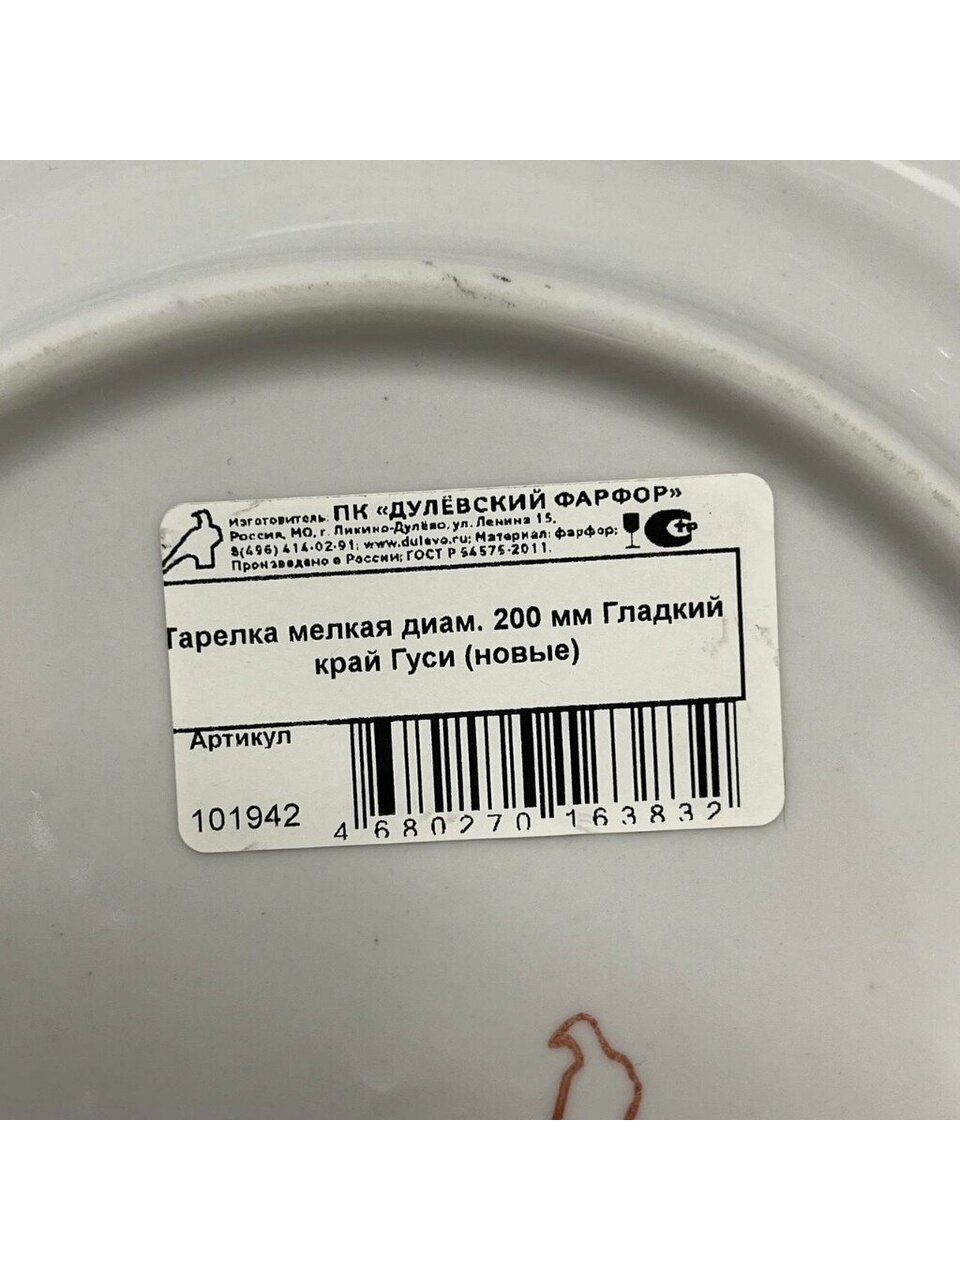 Изготовитель: ПК «ДУЛЁВСКИЙ ФАРФОР»
Россия, МО, г. Ликино-Дулёво, ул. Ленина 15,
8(496) 414-02-91; www.dulevo.ru; Материал: фарфор;
Произведено в России; ГОСТ Р 54575-2011.
Тарелка мелкая диам. 200 мм Гладкий
край Гуси (новые)
Артикул
101942
4 680270 163832